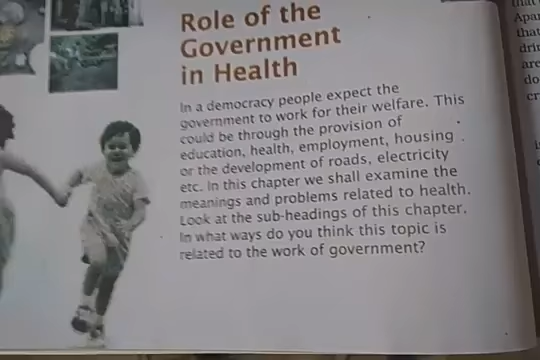 Role of the
Government
in Health
In a democracy people expect the
government to work for their welfare. This
could be through the provision of
education, health, employment, housing
or the development of roads, electricity
etc. In this chapter we shall examine the
meanings and problems related to health.
Look at the sub-headings of this chapter.
In what ways do you think this topic is
related to the work of government?